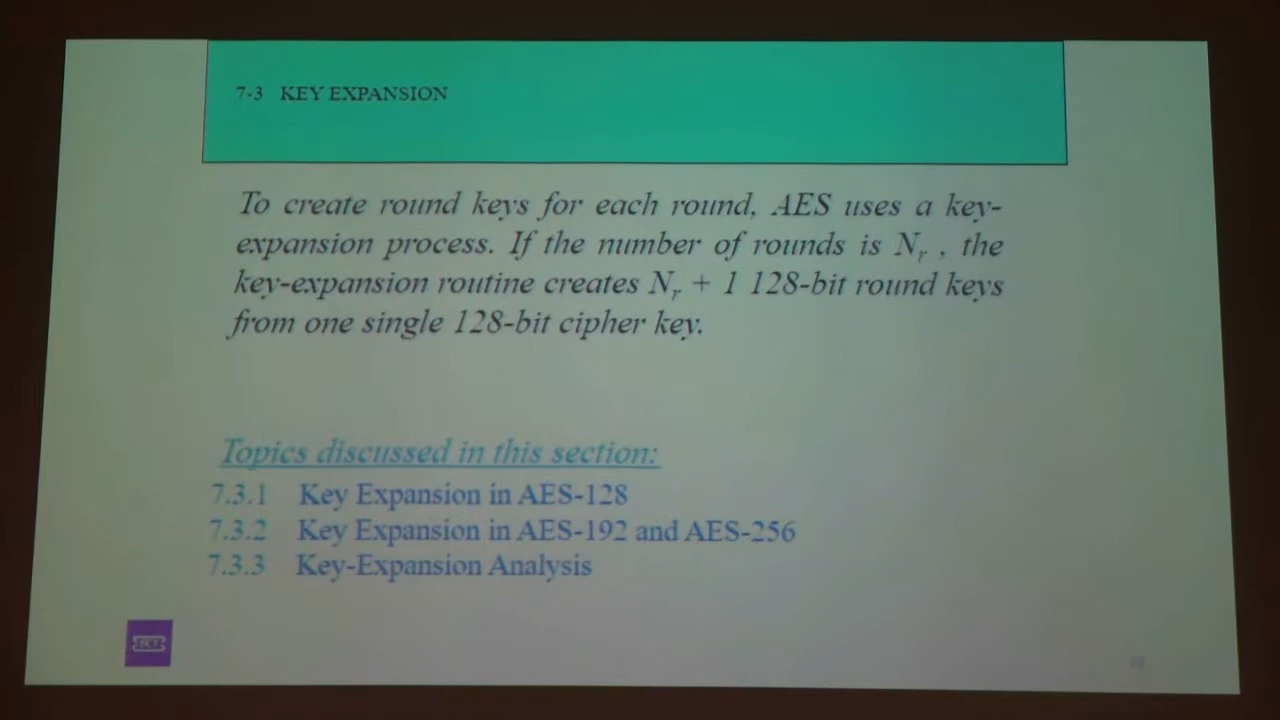 7-3 KEY EXPANSION
To create round keys for each round, AES uses a key-
expansion process. If the number of rounds is Nr , the
key-expansion routine creates Nr + 1 128-bit round keys
from one single 128-bit cipher key.
Topics discussed in this section:
7.3.1 Key Expansion in AES-128
7.3.2 Key Expansion in AES-192 and AES-256
7.3.3 Key-Expansion Analysis